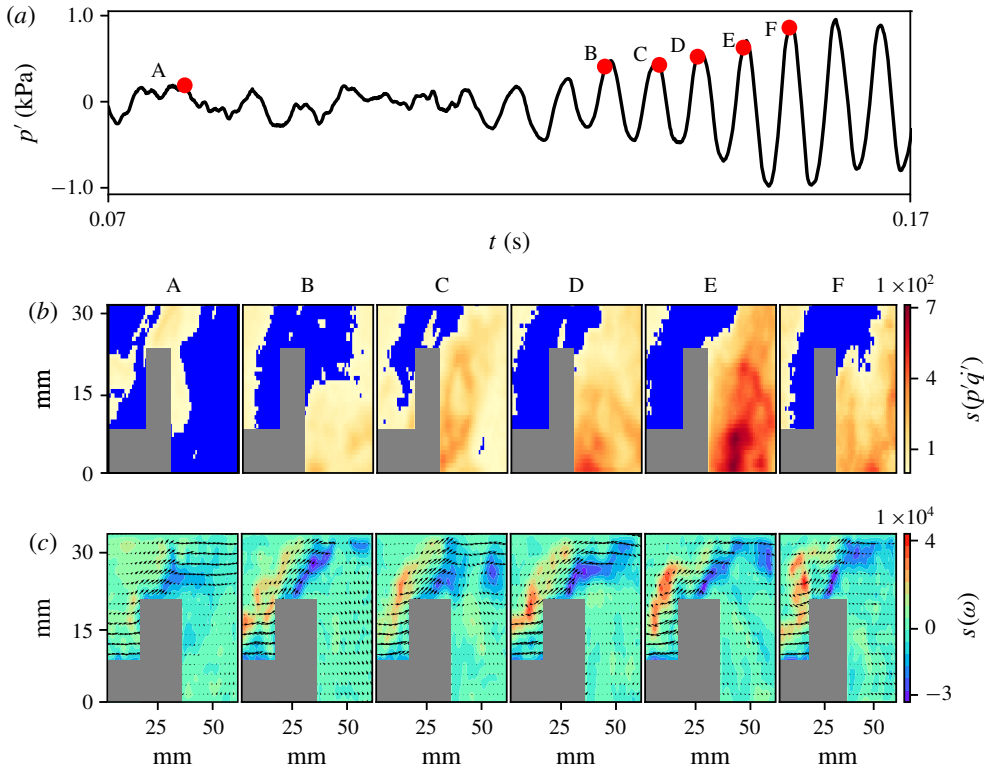 (a)
1.0
0
−1.0
p′ (kPa)
A
B
C
D
E
F
0.07
0.17
t (s)
A B C D E F
1 ×10²
(b)
30
15
0
mm
7
4
1
s(p′q′)
1 ×10⁴
(c)
30
15
0
mm
4
0
−3
s(ω)
25 50 25 50 25 50 25 50 25 50 25 50
mm mm mm mm mm mm